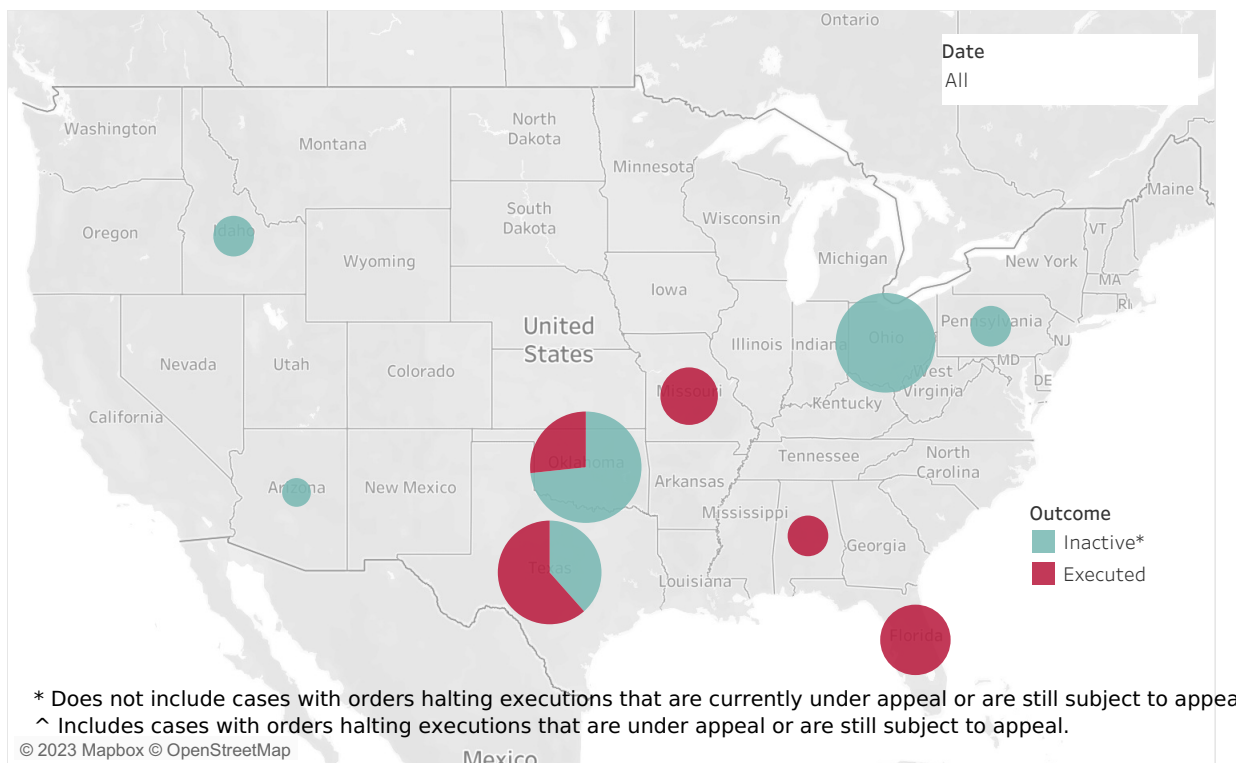 Ontario
Date
All
Washington
Montana
North
Dakota
Minnesota
Maine
Oregon
Idaho
South
Dakota
Wisconsin
VT
Wyoming
Michigan
New York
MA
Iowa
RI
United
States
Pennsylvania
Nevada
Utah
Colorado
Illinois
Indiana
Ohio
NJ
MD
West
Virginia
DE
California
Missouri
Kentucky
Arizona
New Mexico
Oklahoma
Arkansas
Tennessee
North
Carolina
Mississippi
Georgia
Outcome
Inactive*
Executed
Texas
Louisiana
Florida
* Does not include cases with orders halting executions that are currently under appeal or are still subject to appea
^ Includes cases with orders halting executions that are under appeal or are still subject to appeal.
© 2023 Mapbox © OpenStreetMap
Mexico